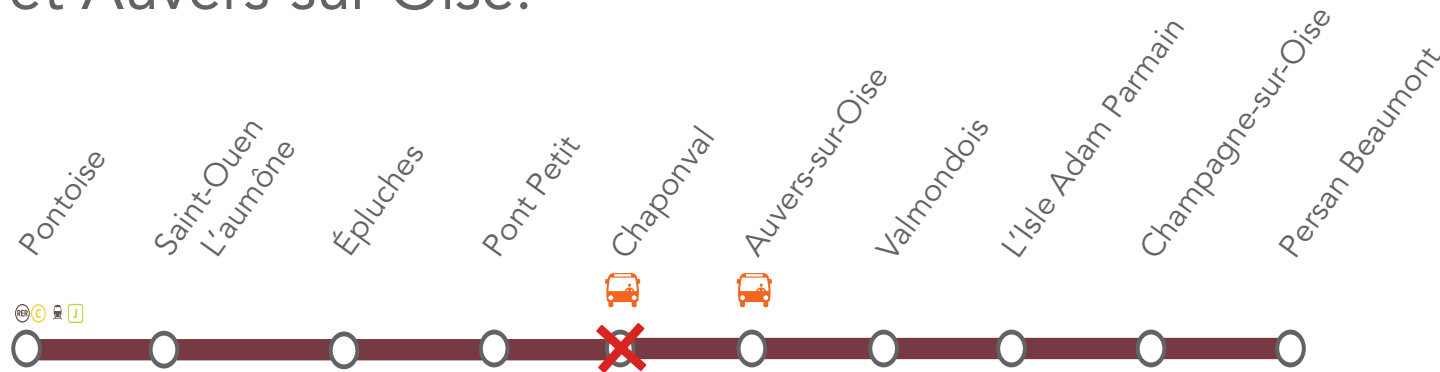 et Auvers-sur-Oise.
Pontoise
Saint-Ouen
L'aumône
Épluches
Pont Petit
Chaponval
Auvers-sur-Oise
Valmondois
L'Isle Adam Parmain
Champagne-sur-Oise
Persan Beaumont
RER C J